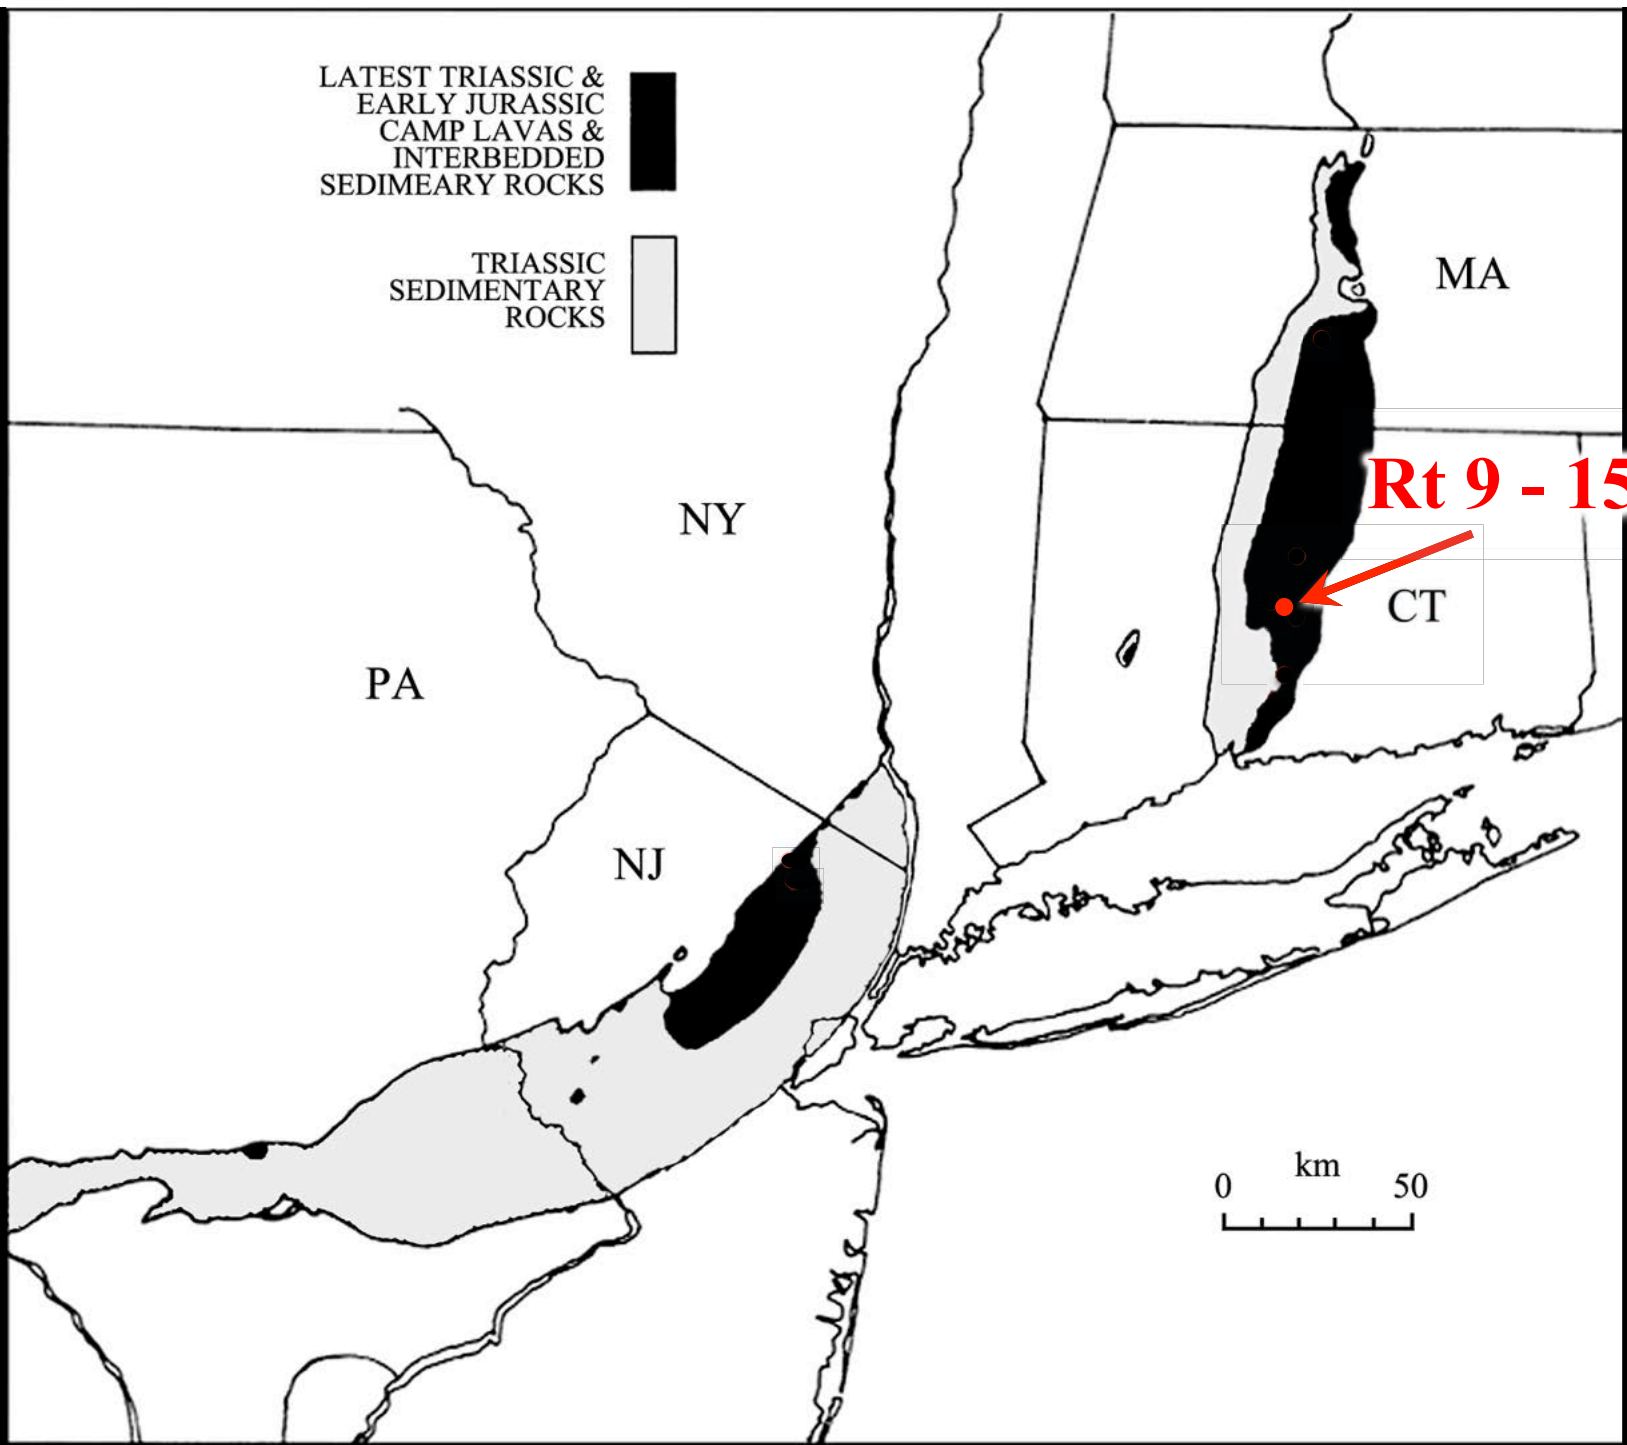 LATEST TRIASSIC &
EARLY JURASSIC
CAMP LAVAS &
INTERBEDDED
SEDIMEARY ROCKS
TRIASSIC
SEDIMENTARY
ROCKS
MA
Rt 9 - 15
NY
CT
PA
NJ
km
0 50